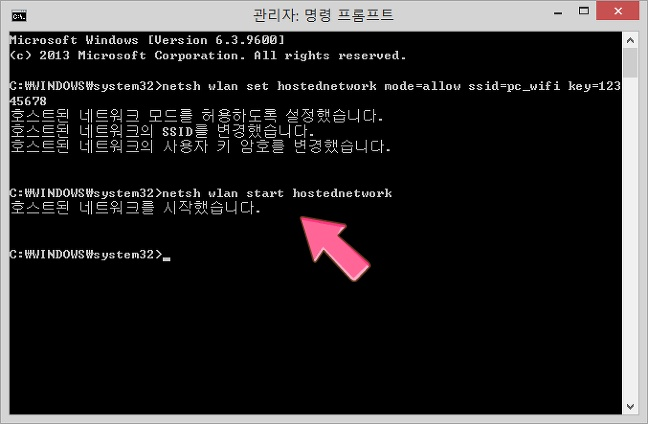 관리자: 명령 프롬프트
Microsoft Windows [Version 6.3.9600]
(c) 2013 Microsoft Corporation. All rights reserved.
C:₩WINDOWS₩system32>netsh wlan set hostednetwork mode=allow ssid=pc_wifi key=123
45678
호스트된 네트워크 모드를 허용하도록 설정했습니다.
호스트된 네트워크의 SSID를 변경했습니다.
호스트된 네트워크의 사용자 키 암호를 변경했습니다.
C:₩WINDOWS₩system32>netsh wlan start hostednetwork
호스트된 네트워크를 시작했습니다.
C:₩WINDOWS₩system32>